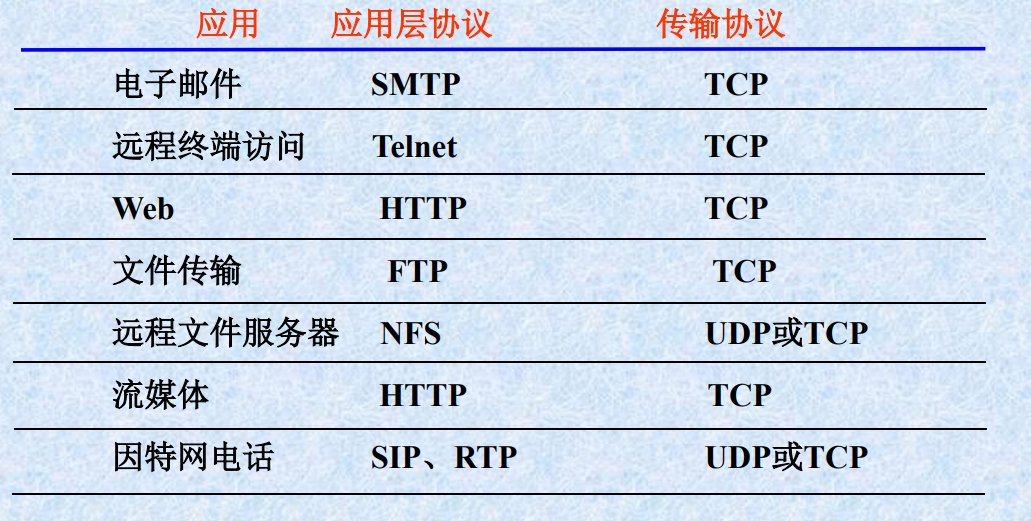 应用 应用层协议 传输协议
电子邮件 SMTP TCP
远程终端访问 Telnet TCP
Web HTTP TCP
文件传输 FTP TCP
远程文件服务器 NFS UDP或TCP
流媒体 HTTP TCP
因特网电话 SIP、RTP UDP或TCP